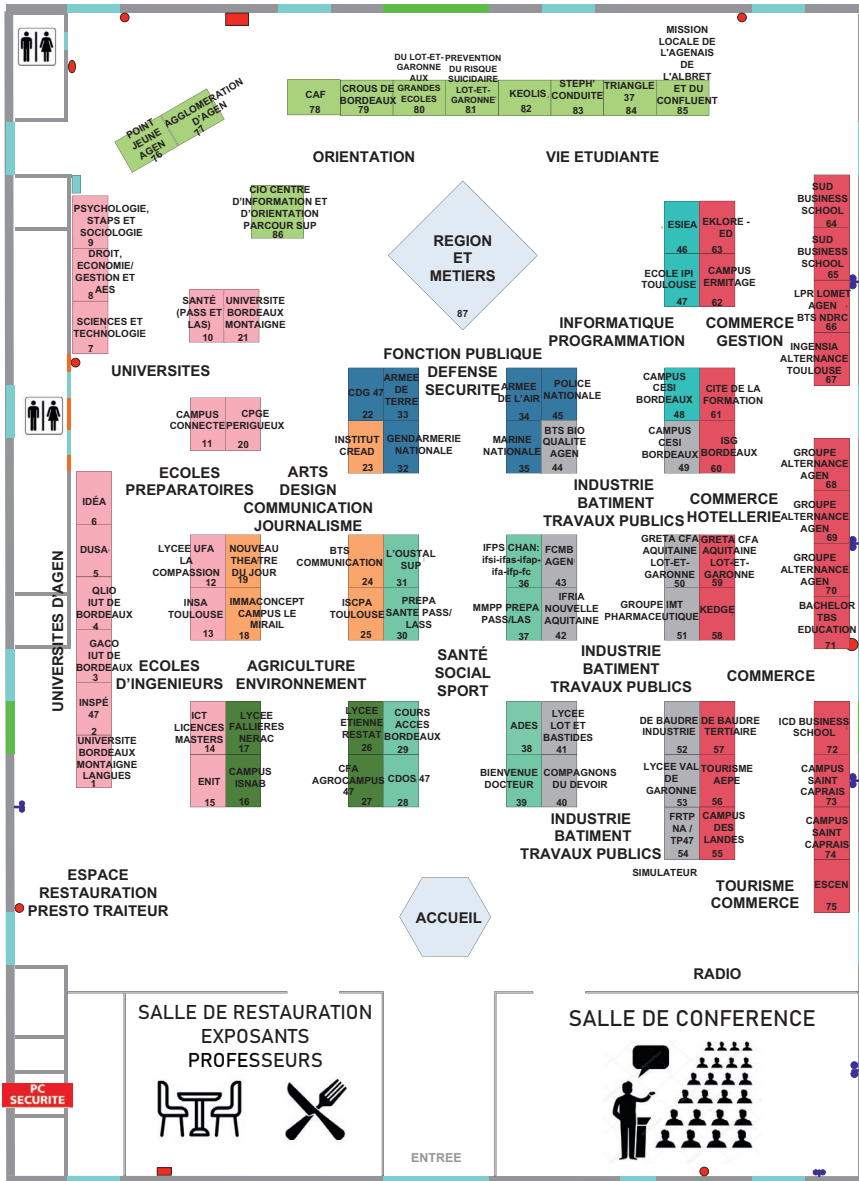 MISSION
LOCALE DE
L'AGENAIS
DE
L'ALBRET
ET DU
CONFLUENT
85
DU LOT-ET-
GARONNE
AUX
GRANDES
ECOLES
80
PREVENTION
DU RISQUE
SUICIDAIRE
LOT-ET-
GARONNE
81
CAF
78
CROUS DE
BORDEAUX
79
KEOLIS
82
STEPH'
CONDUITE
83
TRIANGLE
37
84
POINT
JEUNE
AGEN
76
AGGLOMERATION
D'AGEN
77
ORIENTATION
VIE ETUDIANTE
CIO CENTRE
D'INFORMATION ET
D'ORIENTATION
PARCOUR SUP
86
REGION
ET
METIERS
87
PSYCHOLOGIE,
STAPS ET
SOCIOLOGIE
9
DROIT,
ECONOMIE/
GESTION ET
AES
8
SCIENCES ET
TECHNOLOGIE
7
SANTÉ
(PASS ET
LAS)
10
UNIVERSITE
BORDEAUX
MONTAIGNE
21
ESIEA
46
EKLORE -
ED
63
ECOLE IPI
TOULOUSE
47
CAMPUS
ERMITAGE
62
SUD
BUSINESS
SCHOOL
64
SUD
BUSINESS
SCHOOL
65
LPR LOMET
AGEN
BTS NDRC
66
INGENSIA
ALTERNANCE
TOULOUSE
67
INFORMATIQUE
PROGRAMMATION
COMMERCE
GESTION
UNIVERSITES
FONCTION PUBLIQUE
DEFENSE
SECURITE
CDG 47
22
ARMEE
DE
TERRE
33
INSTITUT
CREAD
23
GENDARMERIE
NATIONALE
32
ARMEE
DE L'AIR
34
POLICE
NATIONALE
45
MARINE
NATIONALE
35
BTS BIO
QUALITE
AGEN
44
CAMPUS
CESI
BORDEAUX
48
CITE DE LA
FORMATION
61
CAMPUS
CESI
BORDEAUX
49
ISG
BORDEAUX
60
CAMPUS
CONNECTE
11
CPGE
PERIGUEUX
20
ECOLES
PREPARATOIRES
ARTS
DESIGN
COMMUNICATION
JOURNALISME
INDUSTRIE
BATIMENT
TRAVAUX PUBLICS
COMMERCE
HOTELLERIE
GROUPE
ALTERNANCE
AGEN
68
GROUPE
ALTERNANCE
AGEN
69
GROUPE
ALTERNANCE
AGEN
70
BACHELOR
TBS
EDUCATION
71
UNIVERSITES D'AGEN
IDÉA
6
DUSA
5
QLIO
IUT DE
BORDEAUX
4
GACO
IUT DE
BORDEAUX
3
INSPÉ
47
2
UNIVERSITE
BORDEAUX
MONTAIGNE
LANGUES
1
LYCEE UFA
LA
COMPASSION
12
NOUVEAU
THEATRE
DU JOUR
19
INSA
TOULOUSE
13
IMMACONCEPT
CAMPUS LE
MIRAIL
18
BTS
COMMUNICATION
24
L'OUSTAL
SUP
31
ISCPA
TOULOUSE
25
PREPA
SANTE PASS/
LASS
30
IFPS CHAN:
ifsi-ifas-ifap-
ifa-ifp-fc
36
FCMB
AGEN
43
MMPP PREPA
PASS/LAS
37
IFRIA
NOUVELLE
AQUITAINE
42
GRETA CFA
AQUITAINE
LOT-ET-
GARONNE
50
GRETA CFA
AQUITAINE
LOT-ET-
GARONNE
59
GROUPE IMT
PHARMACEUTIQUE
51
KEDGE
58
ECOLES
D'INGENIEURS
AGRICULTURE
ENVIRONNEMENT
SANTÉ
SOCIAL
SPORT
INDUSTRIE
BATIMENT
TRAVAUX PUBLICS
COMMERCE
ICT
LICENCES
MASTERS
14
LYCEE
FALLIERES
NERAC
17
ENIT
15
CAMPUS
ISNAB
16
LYCEE
ETIENNE
RESTAT
26
COURS
ACCES
BORDEAUX
29
CFA
AGROCAMPUS
47
27
CDOS 47
28
ADES
38
LYCEE
LOT ET
BASTIDES
41
BIENVENUE
DOCTEUR
39
COMPAGNONS
DU DEVOIR
40
DE BAUDRE
INDUSTRIE
52
DE BAUDRE
TERTIAIRE
57
LYCEE VAL
DE
GARONNE
53
TOURISME
AEPE
56
FRTP
NA /
TP47
54
CAMPUS
DES
LANDES
55
ICD BUSINESS
SCHOOL
72
CAMPUS
SAINT
CAPRAIS
73
CAMPUS
SAINT
CAPRAIS
74
ESCEN
75
INDUSTRIE
BATIMENT
TRAVAUX PUBLICS
SIMULATEUR
TOURISME
COMMERCE
ESPACE
RESTAURATION
PRESTO TRAITEUR
ACCUEIL
RADIO
SALLE DE RESTAURATION
EXPOSANTS
PROFESSEURS
SALLE DE CONFERENCE
PC
SECURITE
ENTREE